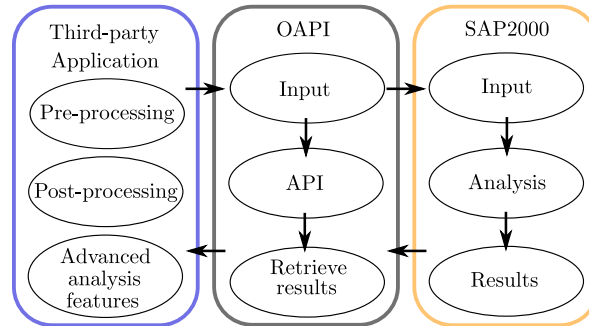 Third-party
Application
Pre-processing
Post-processing
Advanced
analysis
features
OAPI
Input
API
Retrieve
results
SAP2000
Input
Analysis
Results